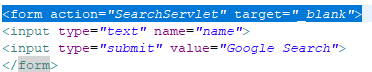 <form action="SearchServlet" target="_blank">
<input type="text" name="name">
<input type="submit" value="Google Search">
</form>